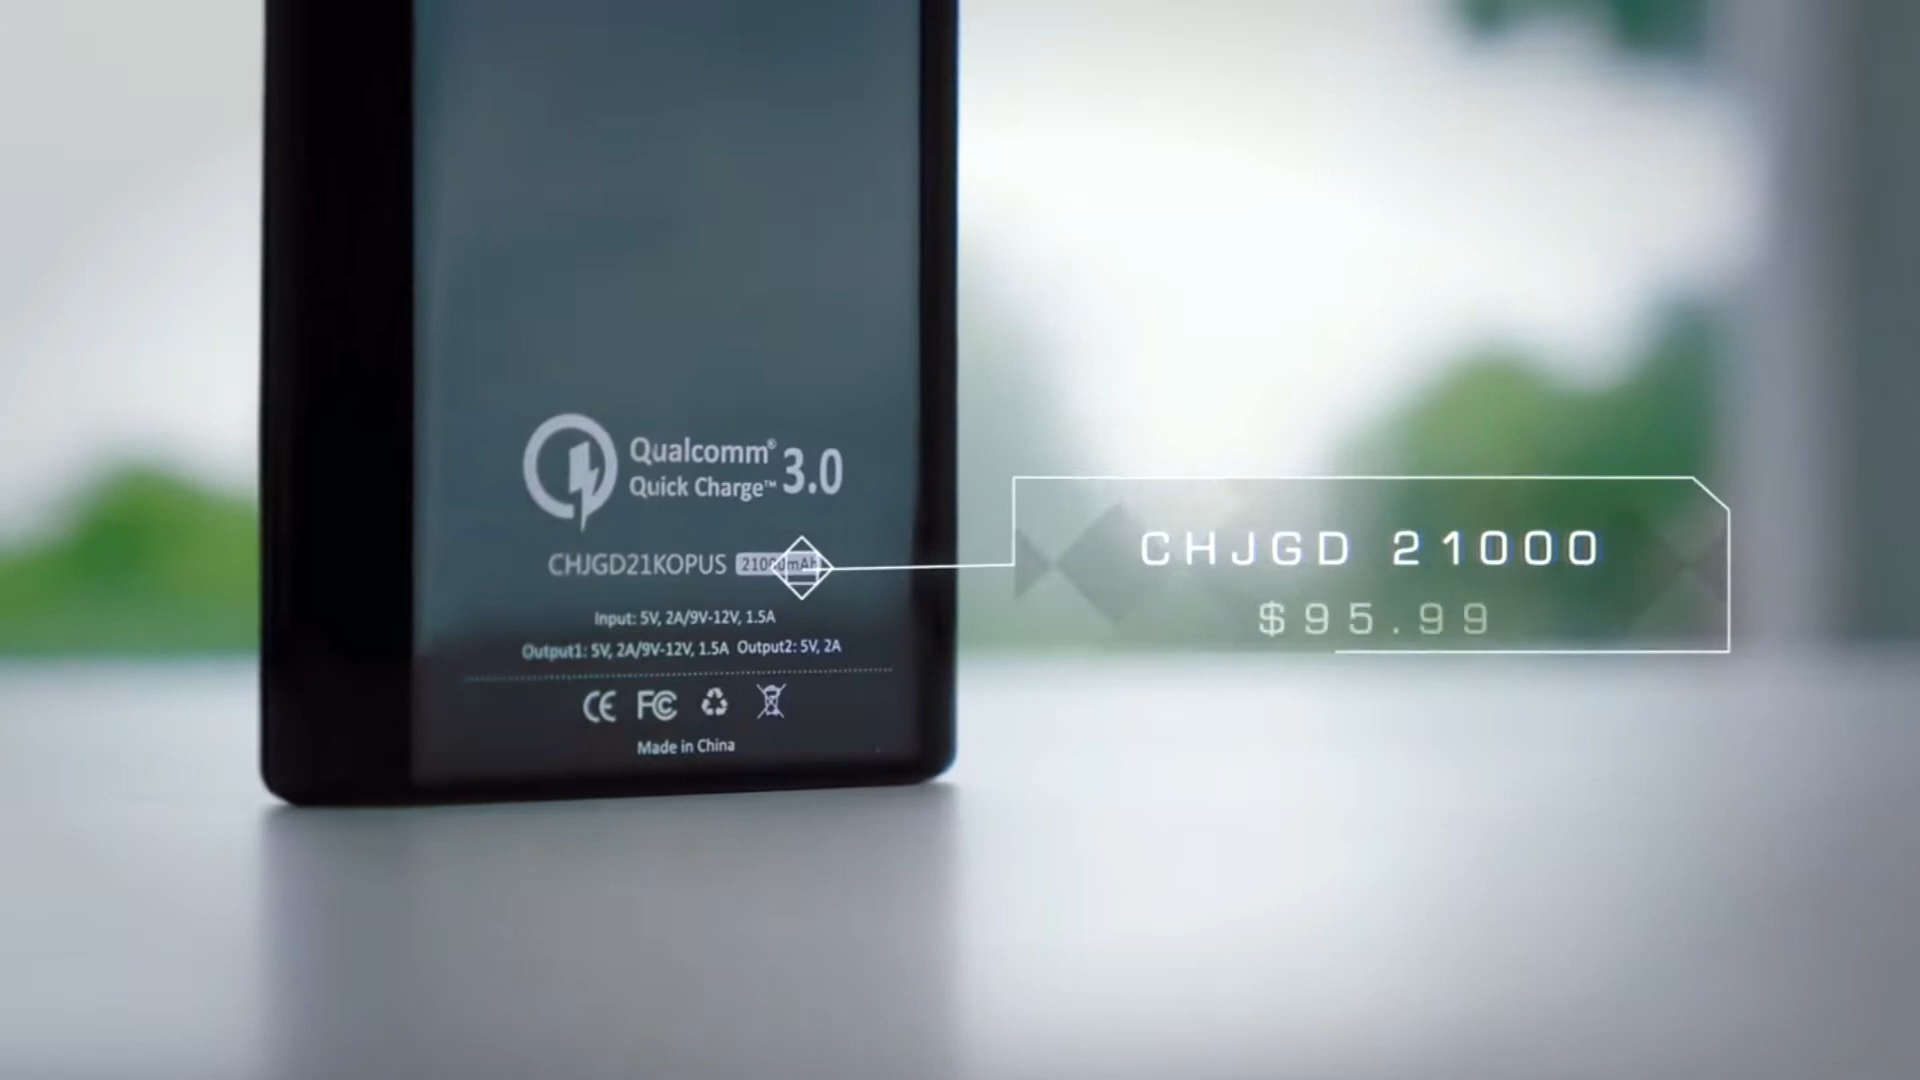 Qualcomm® 3.0
Quick Charge™
CHJGD21KOPUS 21000mAh
Input: 5V, 2A/9V-12V, 1.5A
Output1: 5V, 2A/9V-12V, 1.5A Output2: 5V, 2A
CE FC
Made in China
CHJGD 21000
$95.99